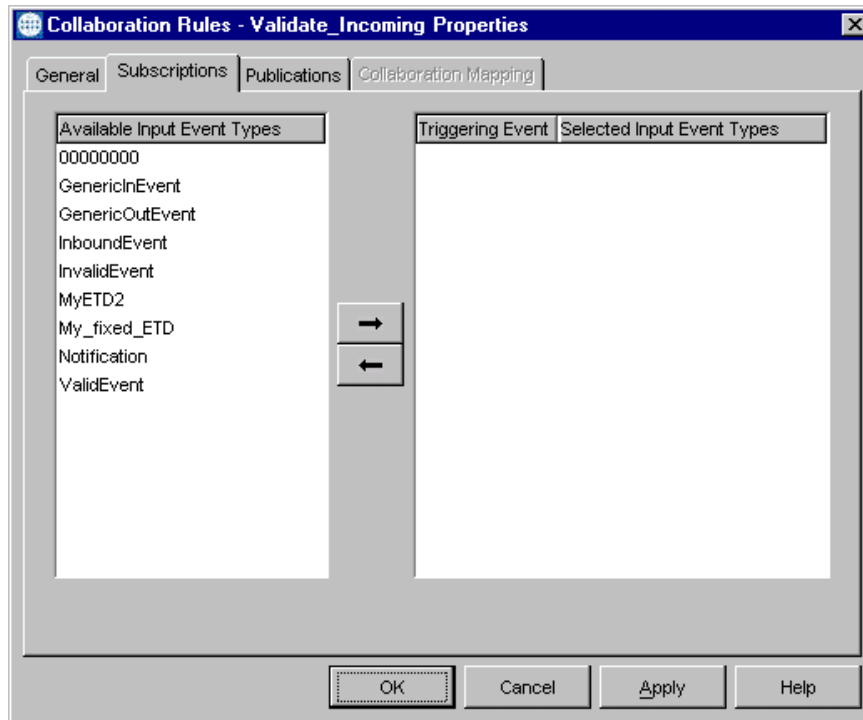 Collaboration Rules - Validate_Incoming Properties
General Subscriptions Publications Collaboration Mapping
Available Input Event Types
00000000
GenericInEvent
GenericOutEvent
InboundEvent
InvalidEvent
MyETD2
My_fixed_ETD
Notification
ValidEvent
Triggering Event Selected Input Event Types
OK Cancel Apply Help